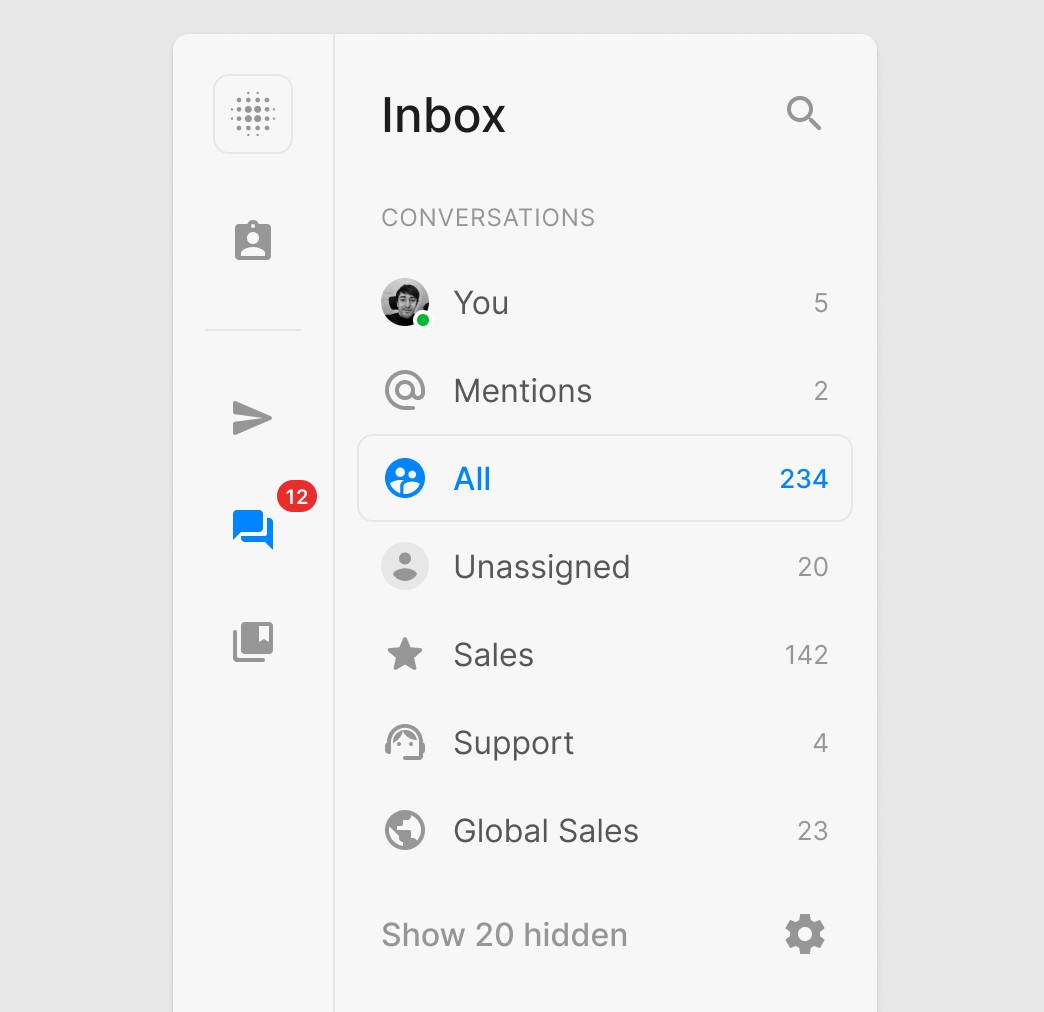 Inbox
CONVERSATIONS
You 5
Mentions 2
All 234
12
Unassigned 20
Sales 142
Support 4
Global Sales 23
Show 20 hidden